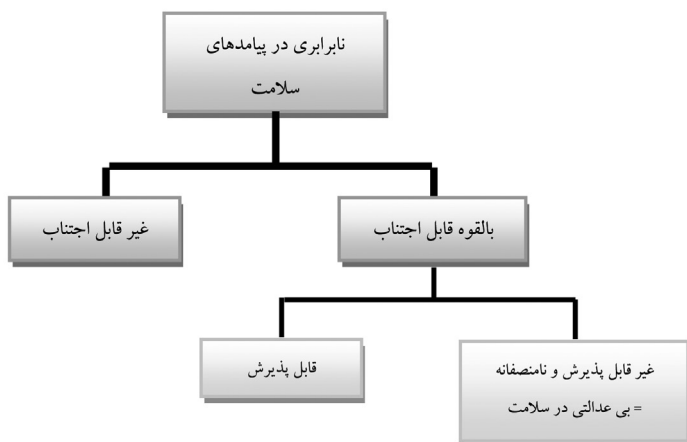 نابرابری در پیامدهای
سلامت
بالقوه قابل اجتناب
غیر قابل اجتناب
غیر قابل پذیرش و نامنصفانه
= بی عدالتی در سلامت
قابل پذیرش